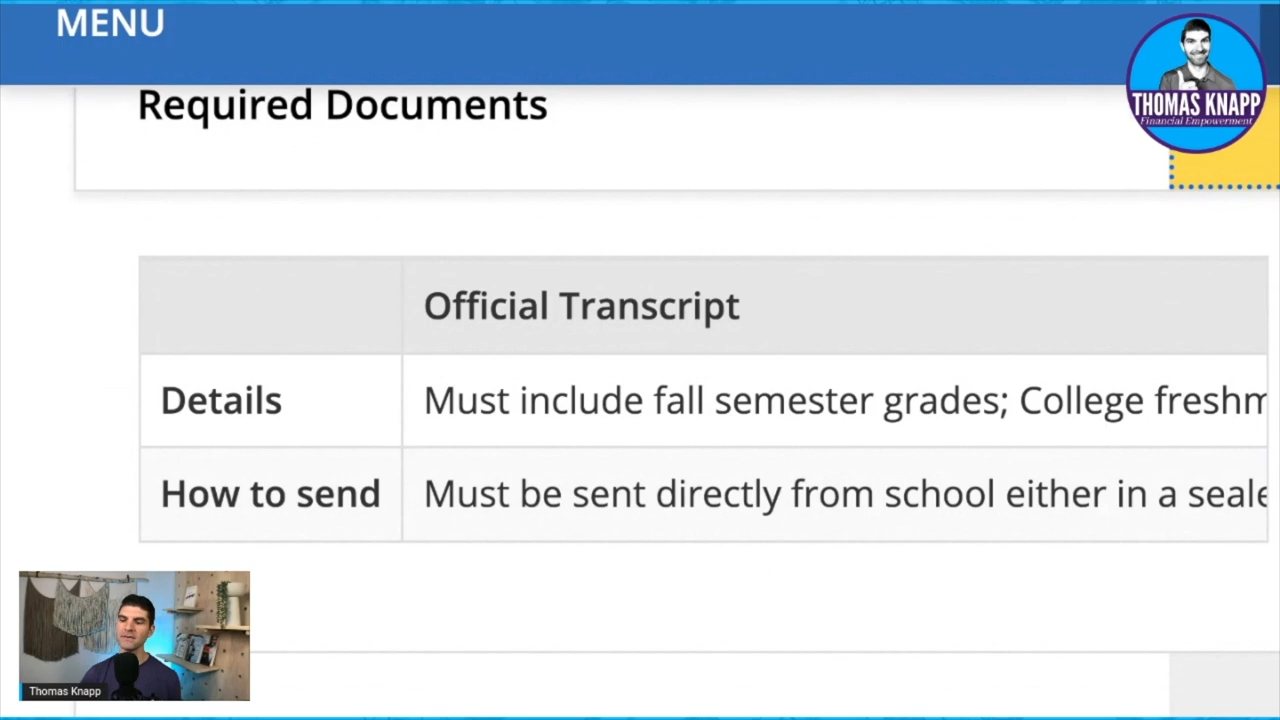 MENU
THOMAS KNAPP
Financial Empowerment
Required Documents
Official Transcript
Details
Must include fall semester grades; College freshm
How to send
Must be sent directly from school either in a seale
Thomas Knapp